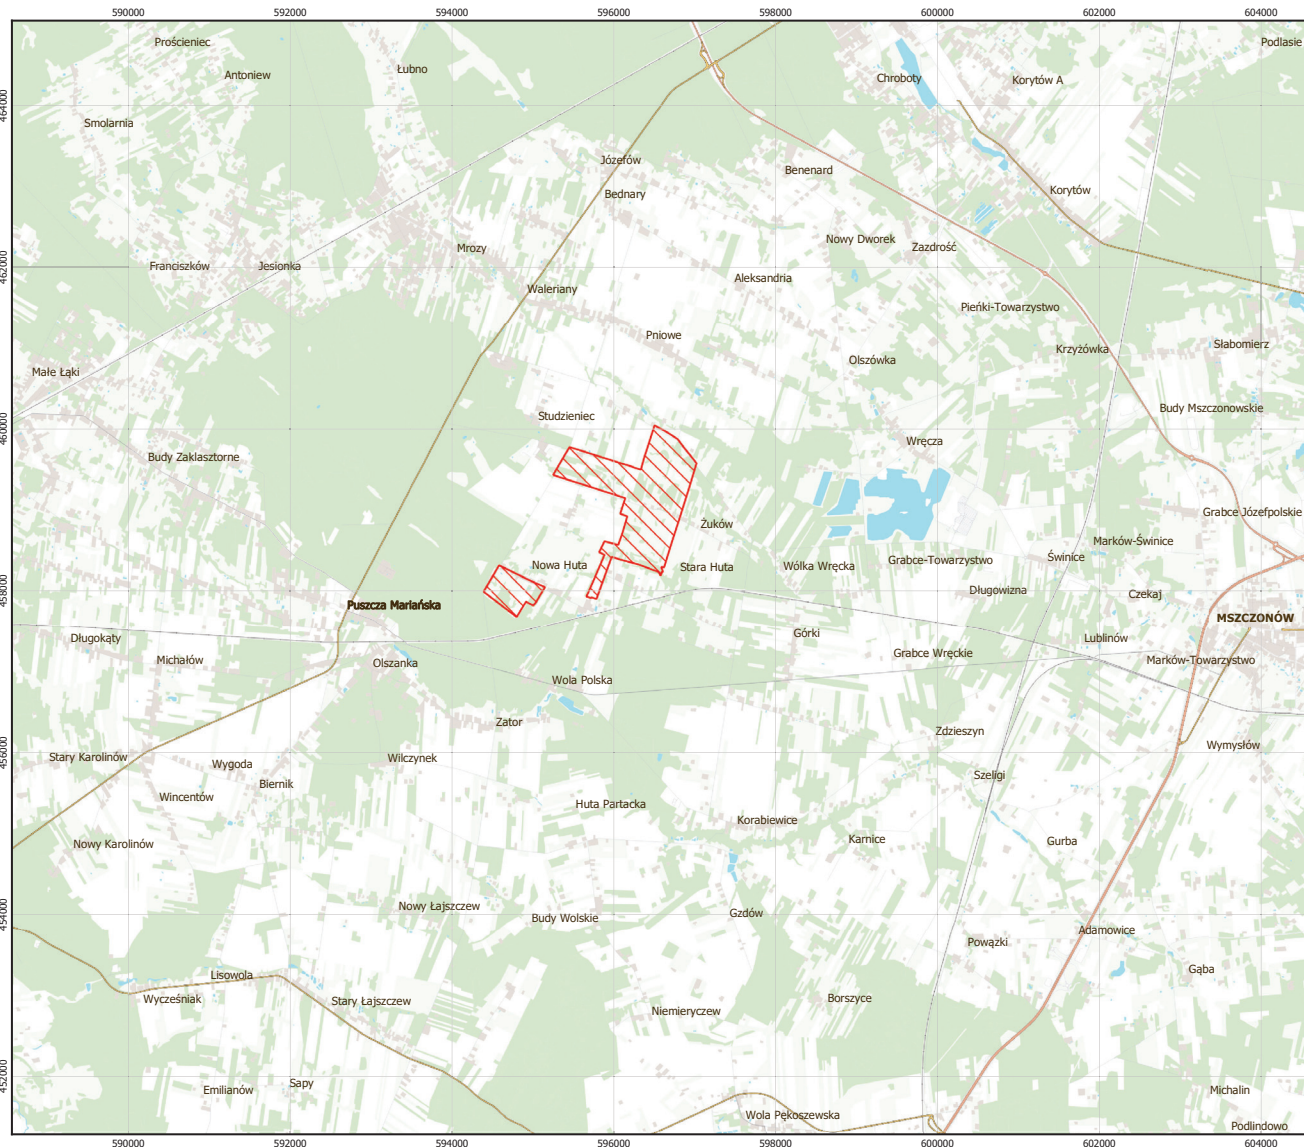 590000 592000 594000 596000 598000 600000 602000 604000
Prościeniec
Podlasie
Łubno
Antoniew
Chroboty
Korytów A
464000
Smolarnia
Józefów
Benenard
Bednary
Korytów
Nowy Dworek
Mrozy
Zazdrość
462000
Franciszków
Jesionka
Aleksandria
Waleriany
Pieńki-Towarzystwo
Pniowe
Słabomierz
Krzyżówka
Olszówka
Małe Łąki
Budy Mszczonowskie
Studzieniec
460000
Wręcza
Budy Zaklasztorne
Grabce Józefpolskie
Żuków
Marków-Świnice
Świnice
Grabce-Towarzystwo
Nowa Huta
Stara Huta
Wólka Wręcka
458000
Długowizna
Czekaj
Puszcza Mariańska
MSZCZONÓW
Górki
Długokąty
Lublinów
Grabce Wręckie
Michałów
Marków-Towarzystwo
Olszanka
Wola Polska
Zator
Zdzieszyn
Wymysłów
456000
Stary Karolinów
Wilczynek
Wygoda
Szeligi
Biernik
Wincentów
Huta Partacka
Korabiewice
Karnice
Gurba
Nowy Karolinów
Nowy Łajszczew
Gzdów
454000
Budy Wolskie
Adamowice
Powązki
Gąba
Lisowola
Wycześniak
Stary Łajszczew
Borszyce
Niemieryczew
452000
Sapy
Emilianów
Michalin
Wola Pękoszewska
Podlindowo
590000 592000 594000 596000 598000 600000 602000 604000